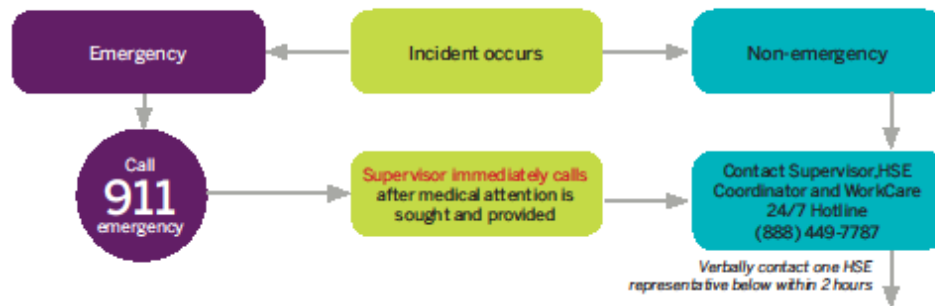 Emergency
Incident occurs
Non-emergency
Call
911
emergency
Supervisor immediately calls
after medical attention is
sought and provided
Contact Supervisor,HSE
Coordinator and WorkCare
24/7 Hotline
(888) 449-7787
Verbally contact one HSE
representative below within 2 hours